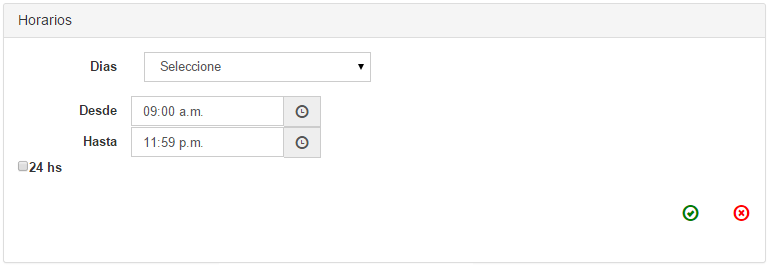 Horarios
Dias Seleccione
Desde 09:00 a.m.
Hasta 11:59 p.m.
24 hs